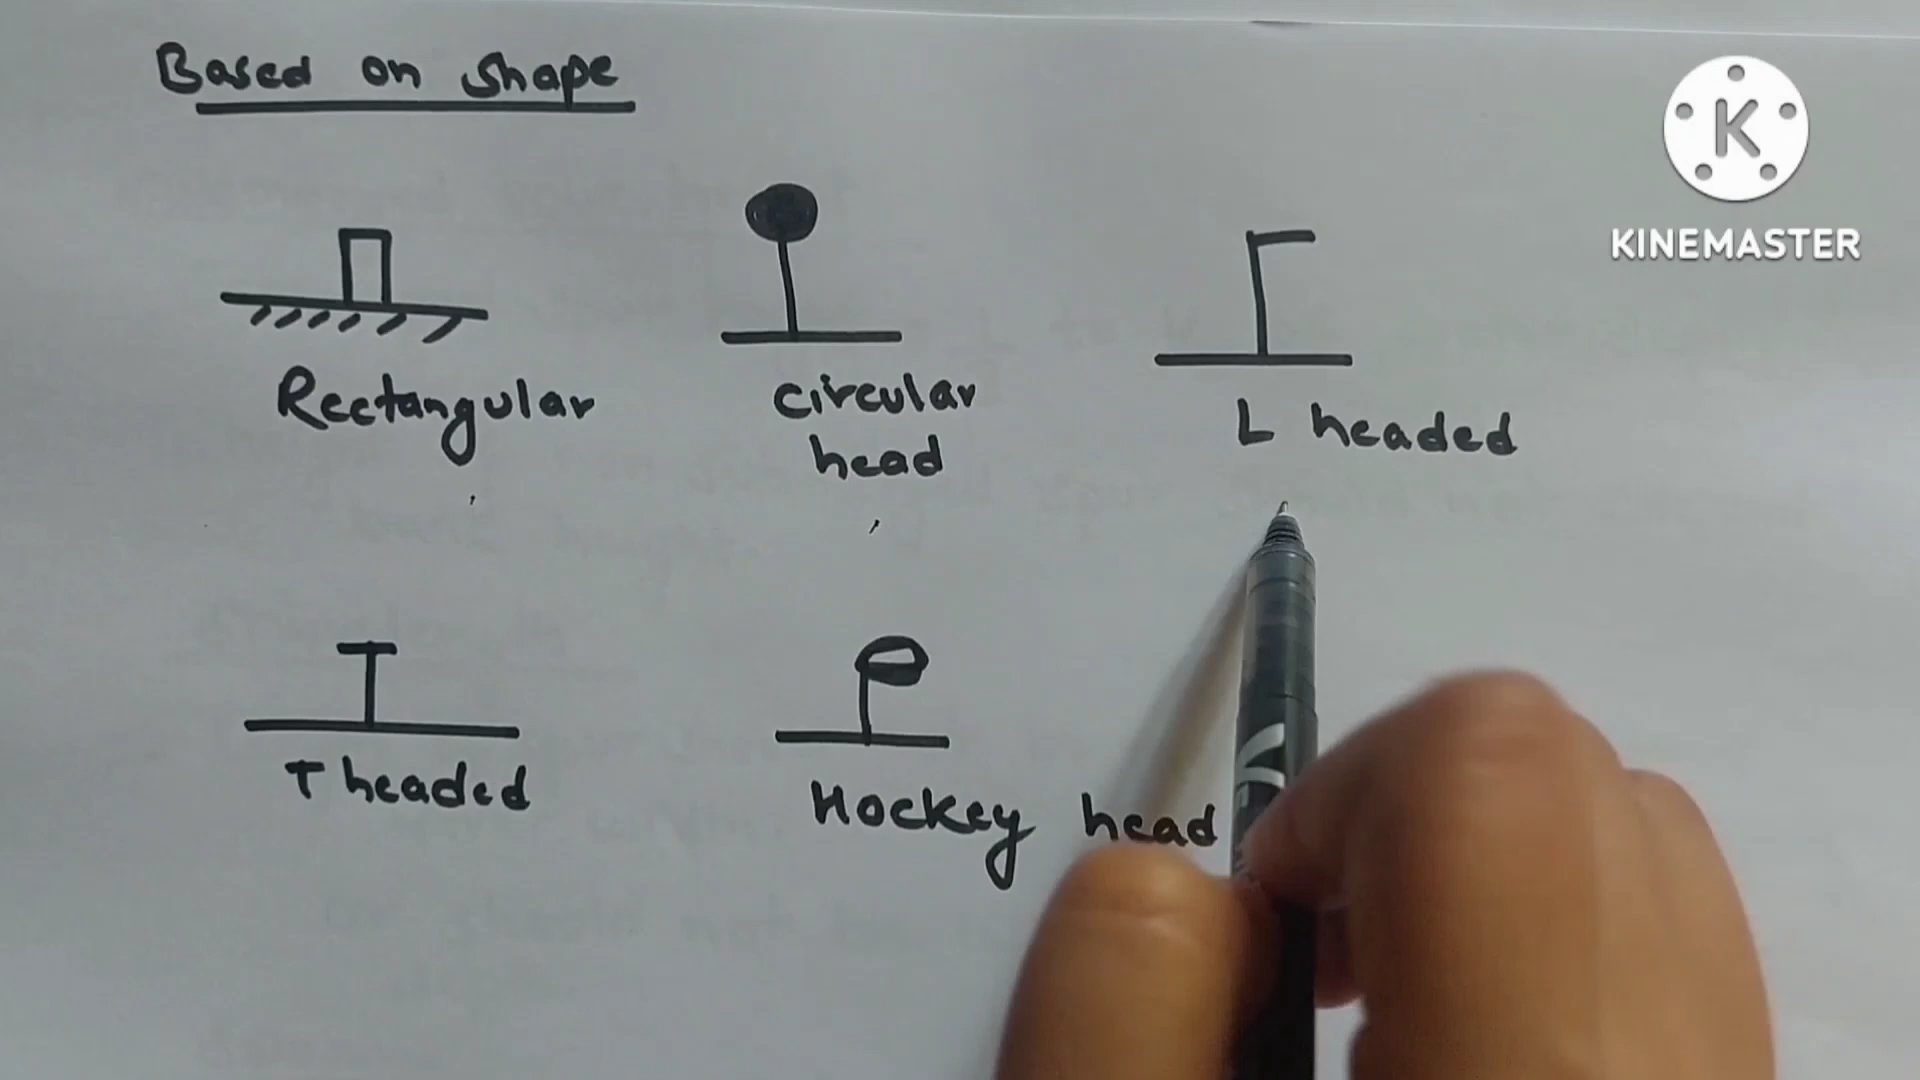 Based on shape
Rectangular
circular
head
L headed
T headed
Hockey head
K
KINEMASTER